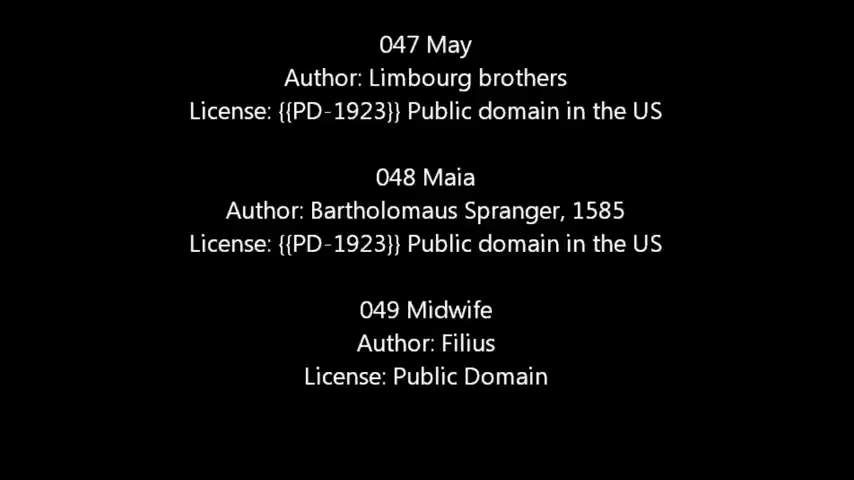 047 May
Author: Limbourg brothers
License: {{PD-1923}} Public domain in the US
048 Maia
Author: Bartholomaus Spranger, 1585
License: {{PD-1923}} Public domain in the US
049 Midwife
Author: Filius
License: Public Domain